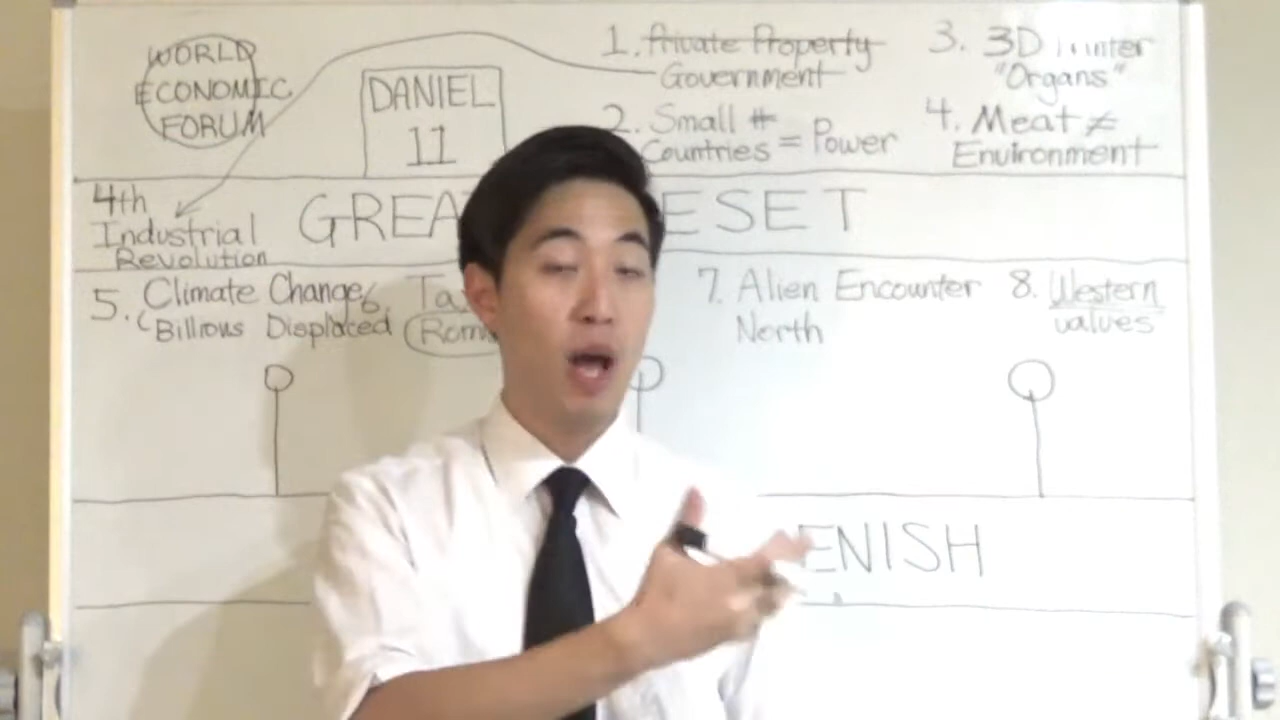 WORLD
ECONOMIC
FORUM
DANIEL
11
1. Private Property
Government
2. Small #
Countries = Power
3. 3D
"Organs"
4. Meat ≠
Environment
4th
Industrial
Revolution
GREA ESET
5. Climate Change
Billions Displaced
6.
7. Alien Encounter
North
8. Western
values
ENISH